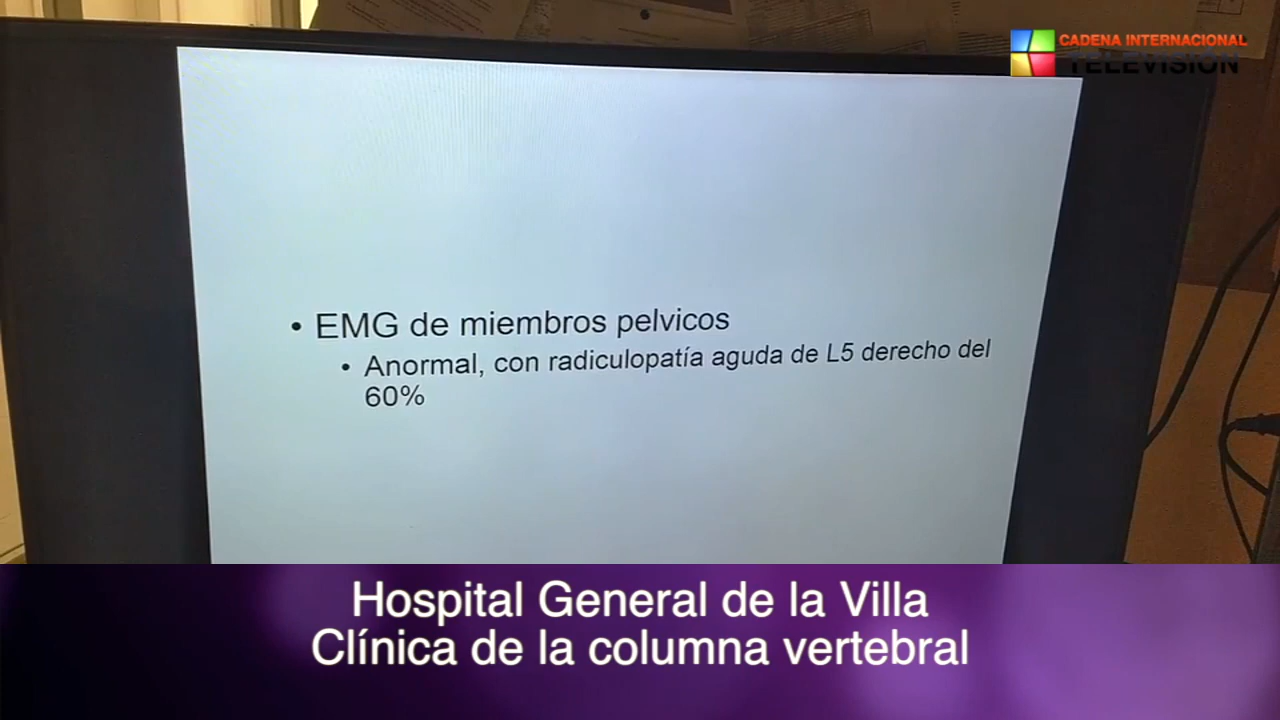 CADENA INTERNACIONAL
TELEVISION
• EMG de miembros pelvicos
• Anormal, con radiculopatía aguda de L5 derecho del
60%
Hospital General de la Villa
Clínica de la columna vertebral